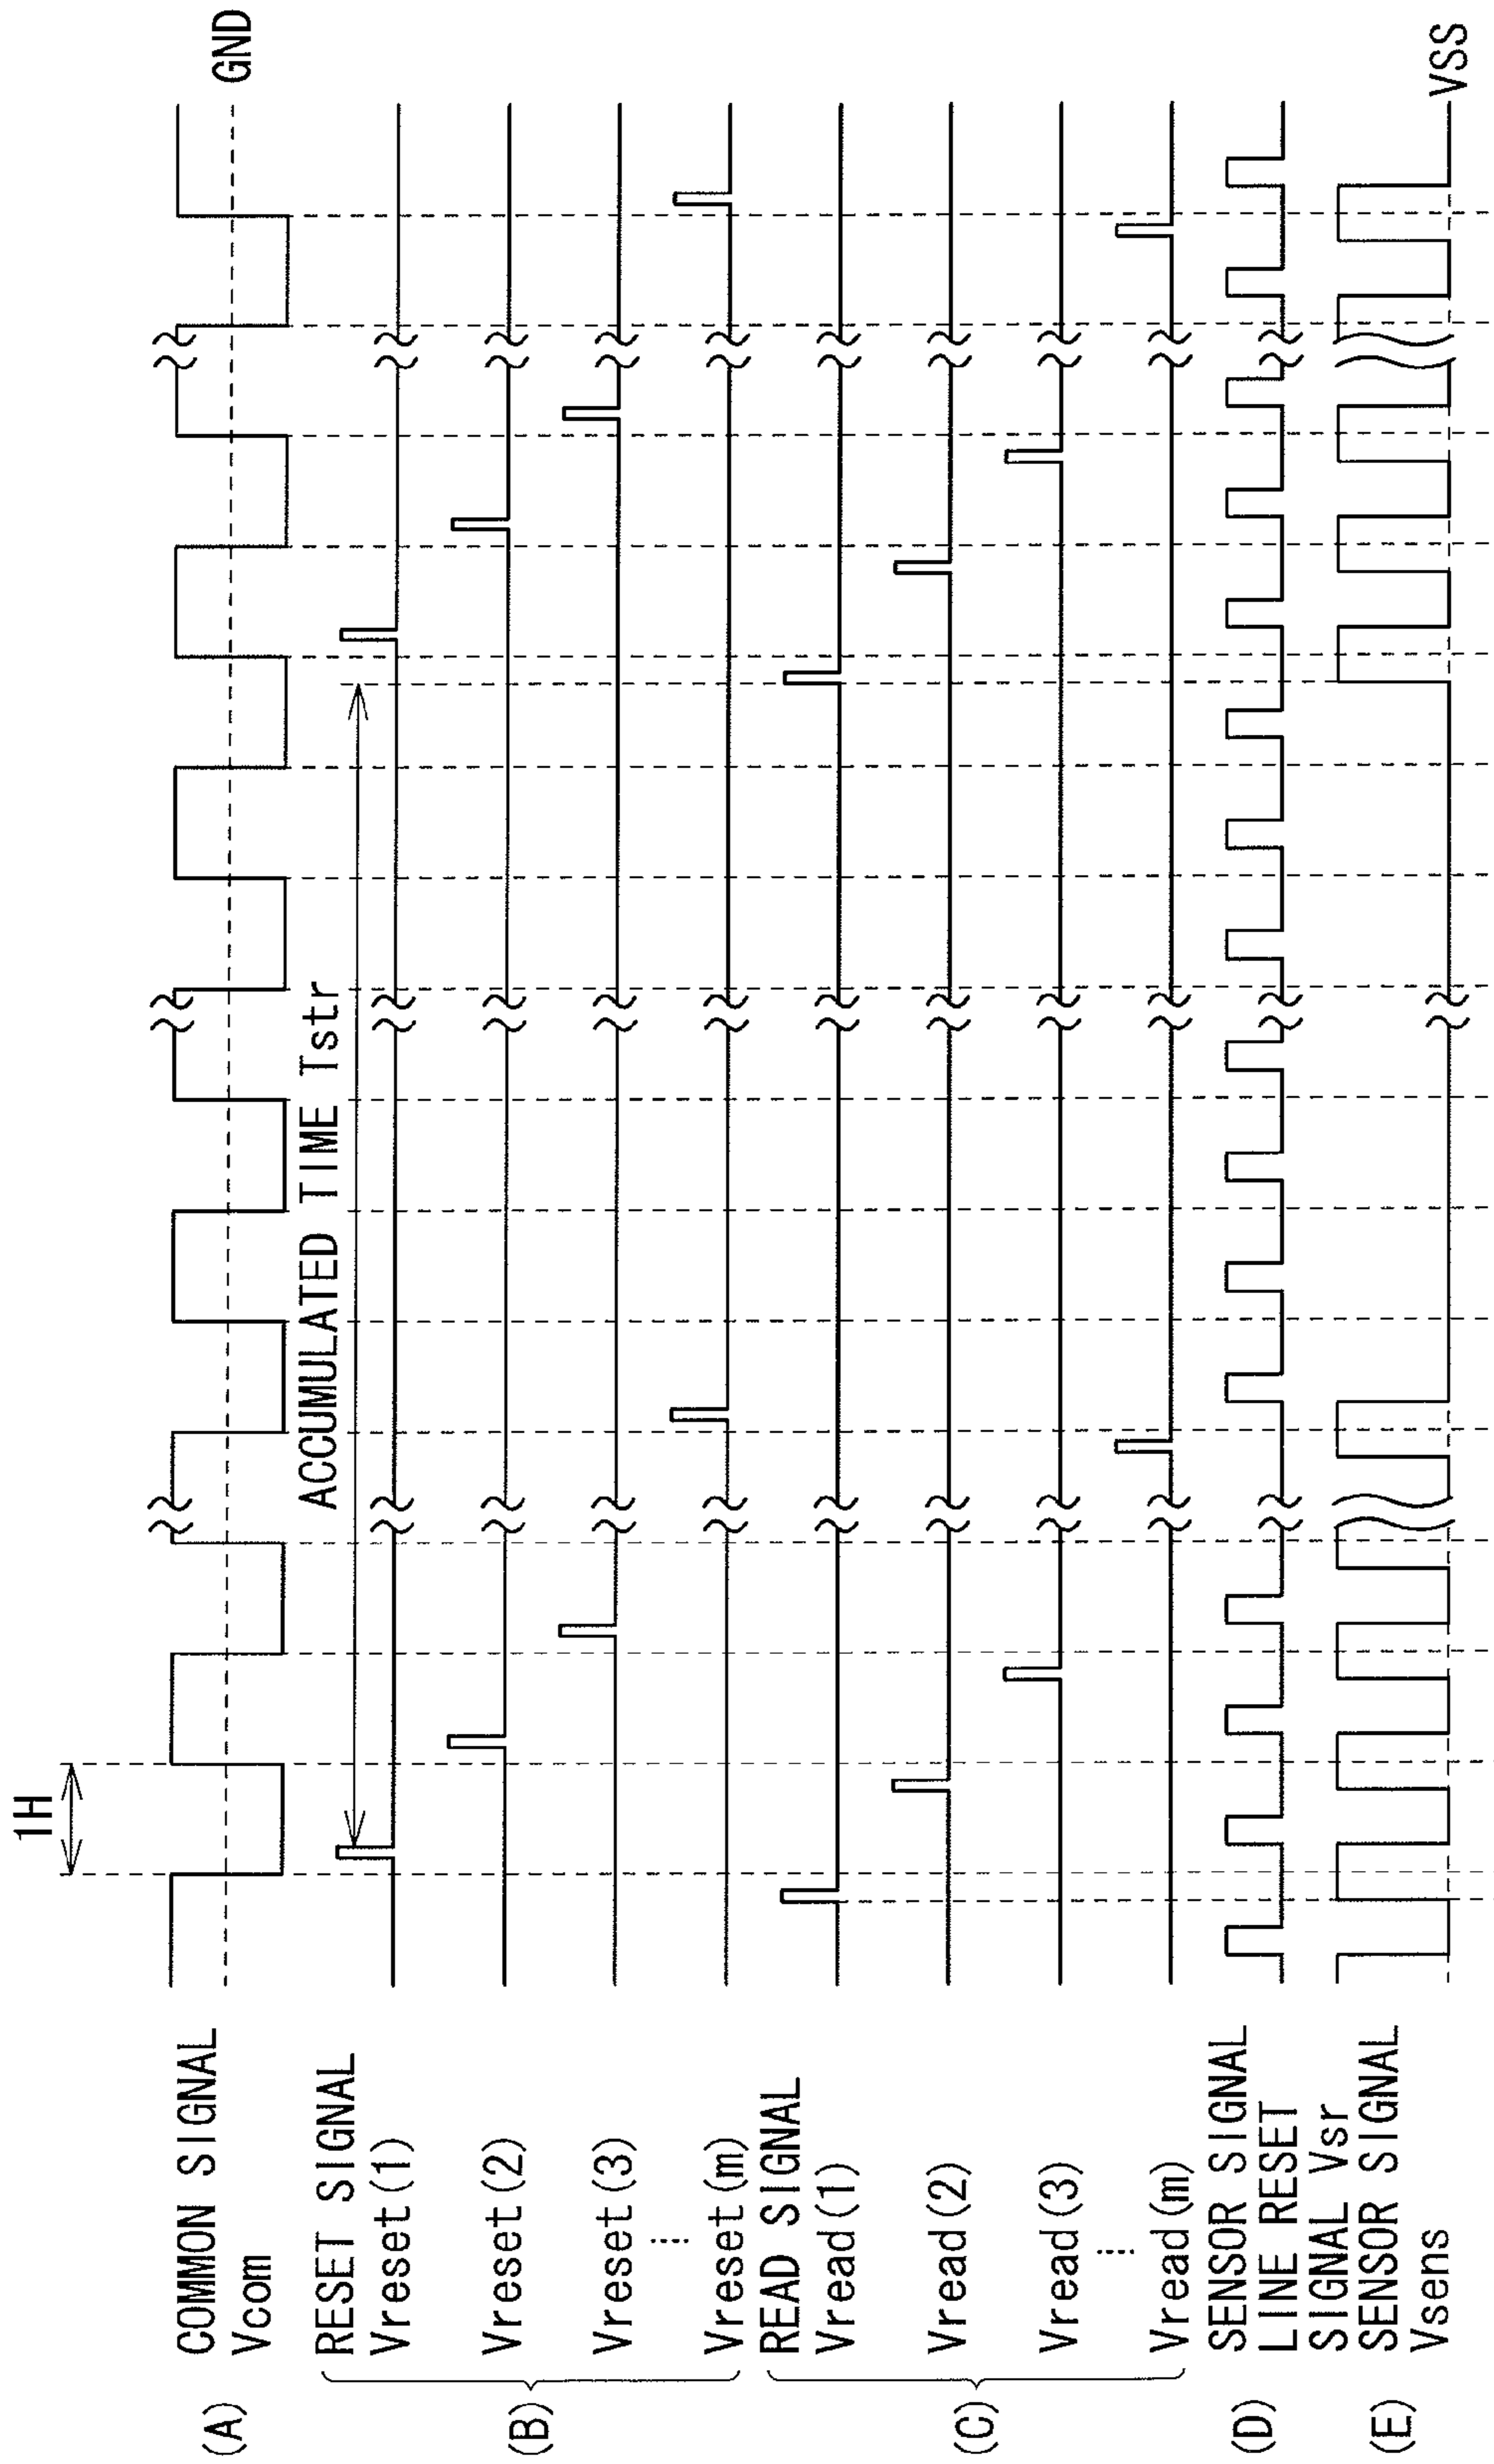 1H
(A) COMMON SIGNAL
Vcom
GND
ACCUMULATED TIME Tstr
(B) RESET SIGNAL
Vreset(1)
Vreset(2)
Vreset(3)
Vreset(m)
(C) READ SIGNAL
Vread(1)
Vread(2)
Vread(3)
Vread(m)
(D) SENSOR SIGNAL
LINE RESET
SIGNAL Vsr
(E) SENSOR SIGNAL
Vsens
VSS